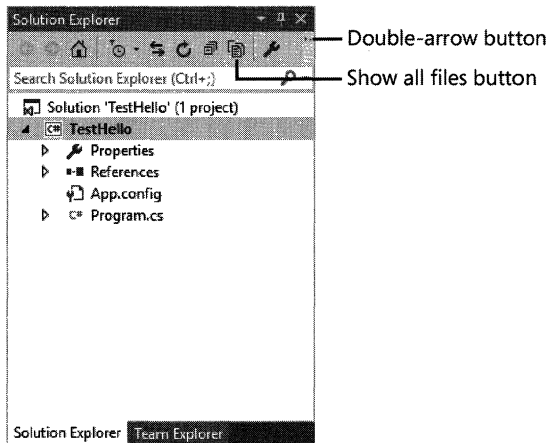 Solution Explorer
Double-arrow button
Search Solution Explorer (Ctrl+;)
Show all files button
Solution 'TestHello' (1 project)
C# TestHello
Properties
References
App.config
C# Program.cs
Solution Explorer Team Explorer